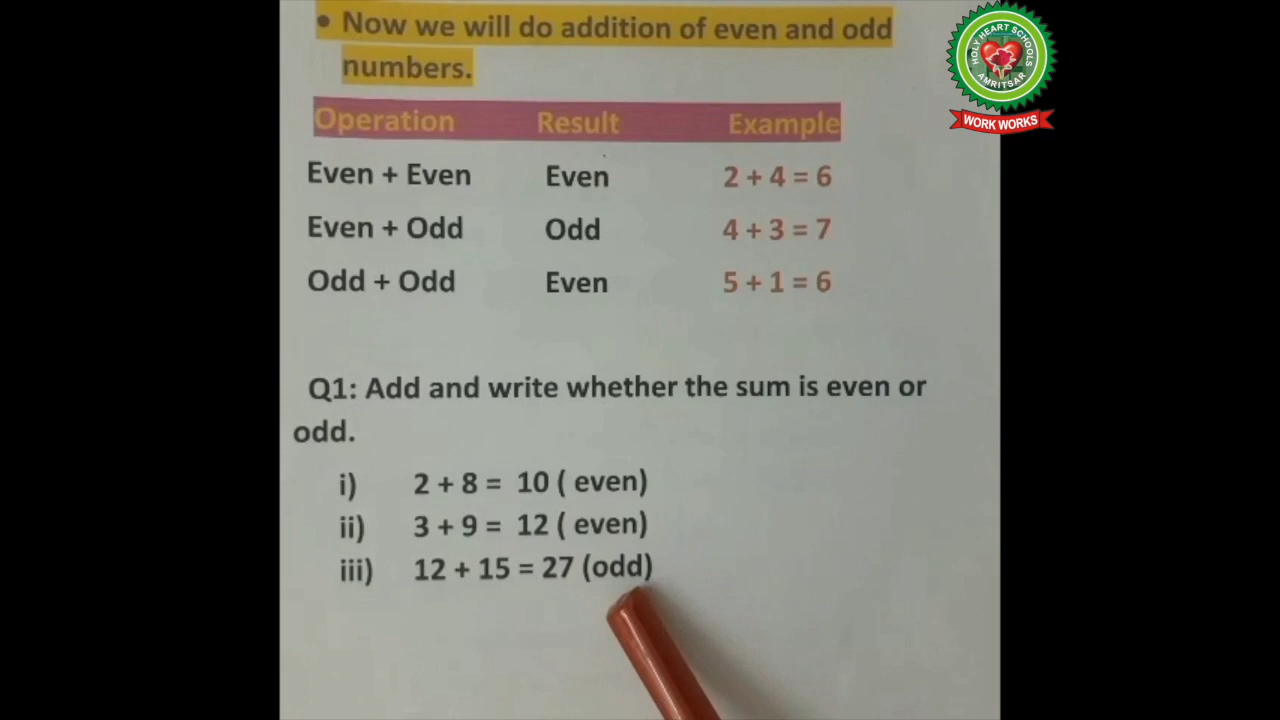 • Now we will do addition of even and odd
numbers.
Operation Result Example
Even + Even Even 2 + 4 = 6
Even + Odd Odd 4 + 3 = 7
Odd + Odd Even 5 + 1 = 6
Q1: Add and write whether the sum is even or
odd.
i) 2 + 8 = 10 ( even)
ii) 3 + 9 = 12 ( even)
iii) 12 + 15 = 27 (odd)
HOLY HEART SCHOOLS
AMRITSAR
WORK WORKS